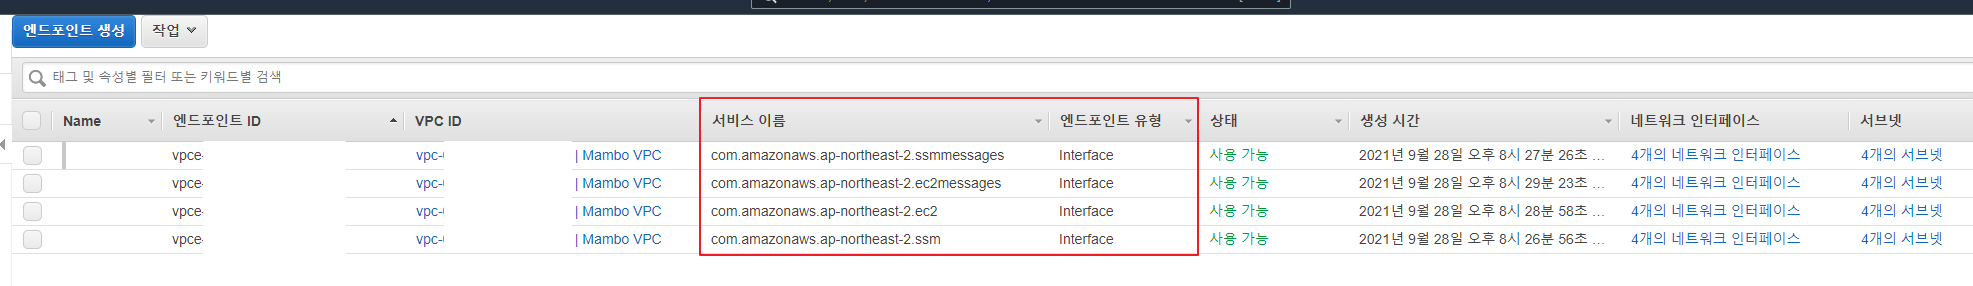 엔드포인트 생성 작업
태그 및 속성별 필터 또는 키워드별 검색
Name 엔드포인트 ID VPC ID 서비스 이름 엔드포인트 유형 상태 생성 시간 네트워크 인터페이스 서브넷
vpce- vpc- | Mambo VPC com.amazonaws.ap-northeast-2.ssmmessages Interface 사용 가능 2021년 9월 28일 오후 8시 27분 26초 ... 4개의 네트워크 인터페이스 4개의 서브넷
vpce- vpc- | Mambo VPC com.amazonaws.ap-northeast-2.ec2messages Interface 사용 가능 2021년 9월 28일 오후 8시 29분 23초 ... 4개의 네트워크 인터페이스 4개의 서브넷
vpce- vpc- | Mambo VPC com.amazonaws.ap-northeast-2.ec2 Interface 사용 가능 2021년 9월 28일 오후 8시 28분 58초 ... 4개의 네트워크 인터페이스 4개의 서브넷
vpce- vpc- | Mambo VPC com.amazonaws.ap-northeast-2.ssm Interface 사용 가능 2021년 9월 28일 오후 8시 26분 56초 ... 4개의 네트워크 인터페이스 4개의 서브넷